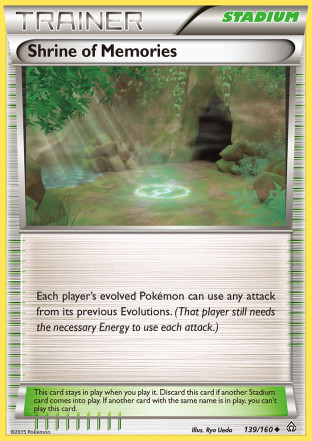 TRAINER
STADIUM
Shrine of Memories
Each player's evolved Pokémon can use any attack
from its previous Evolutions. (That player still needs
the necessary Energy to use each attack.)
This card stays in play when you play it. Discard this card if another Stadium
card comes into play. If another card with the same name is in play, you can't
play this card.
©2015 Pokémon
Illus. Ryo Ueda
139/160